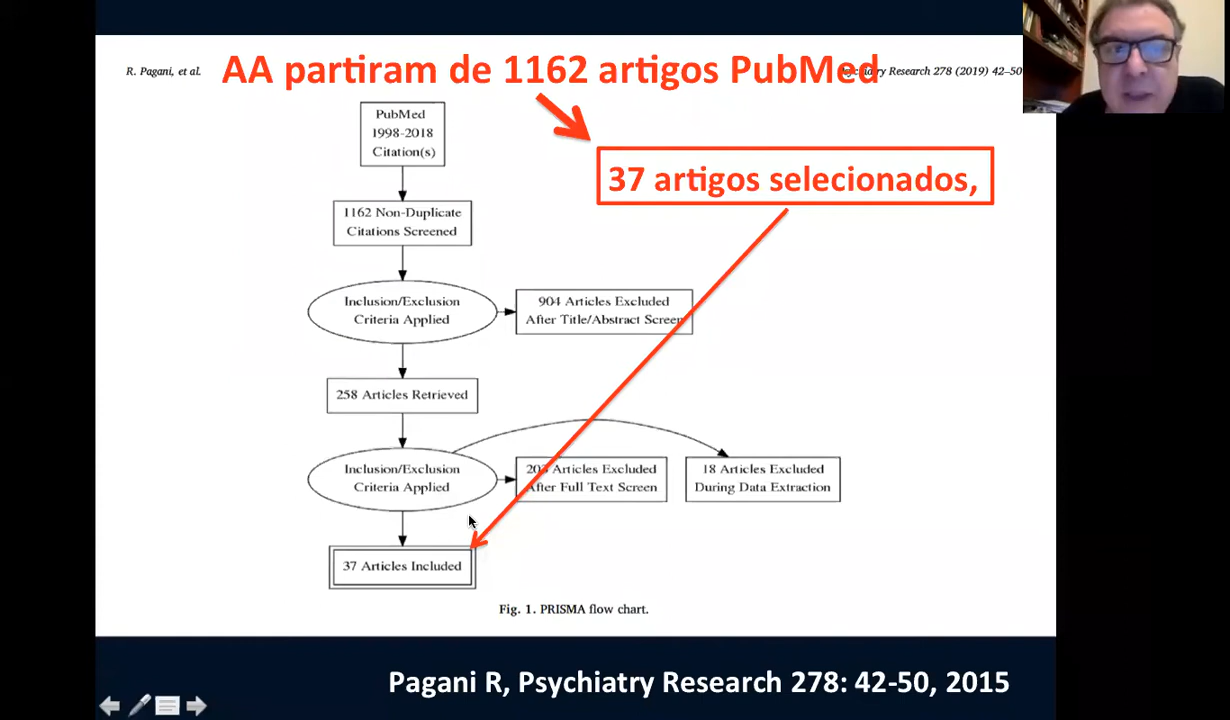 R. Pagani, et al.
AA partiram de 1162 artigos PubMed
Research 278 (2019) 42–50
PubMed
1998-2018
Citation(s)
37 artigos selecionados,
1162 Non-Duplicate
Citations Screened
Inclusion/Exclusion
Criteria Applied
904 Articles Excluded
After Title/Abstract Screen
258 Articles Retrieved
Inclusion/Exclusion
Criteria Applied
Articles Excluded
After Full Text Screen
18 Articles Excluded
During Data Extraction
37 Articles Included
Fig. 1. PRISMA flow chart.
Pagani R, Psychiatry Research 278: 42-50, 2015